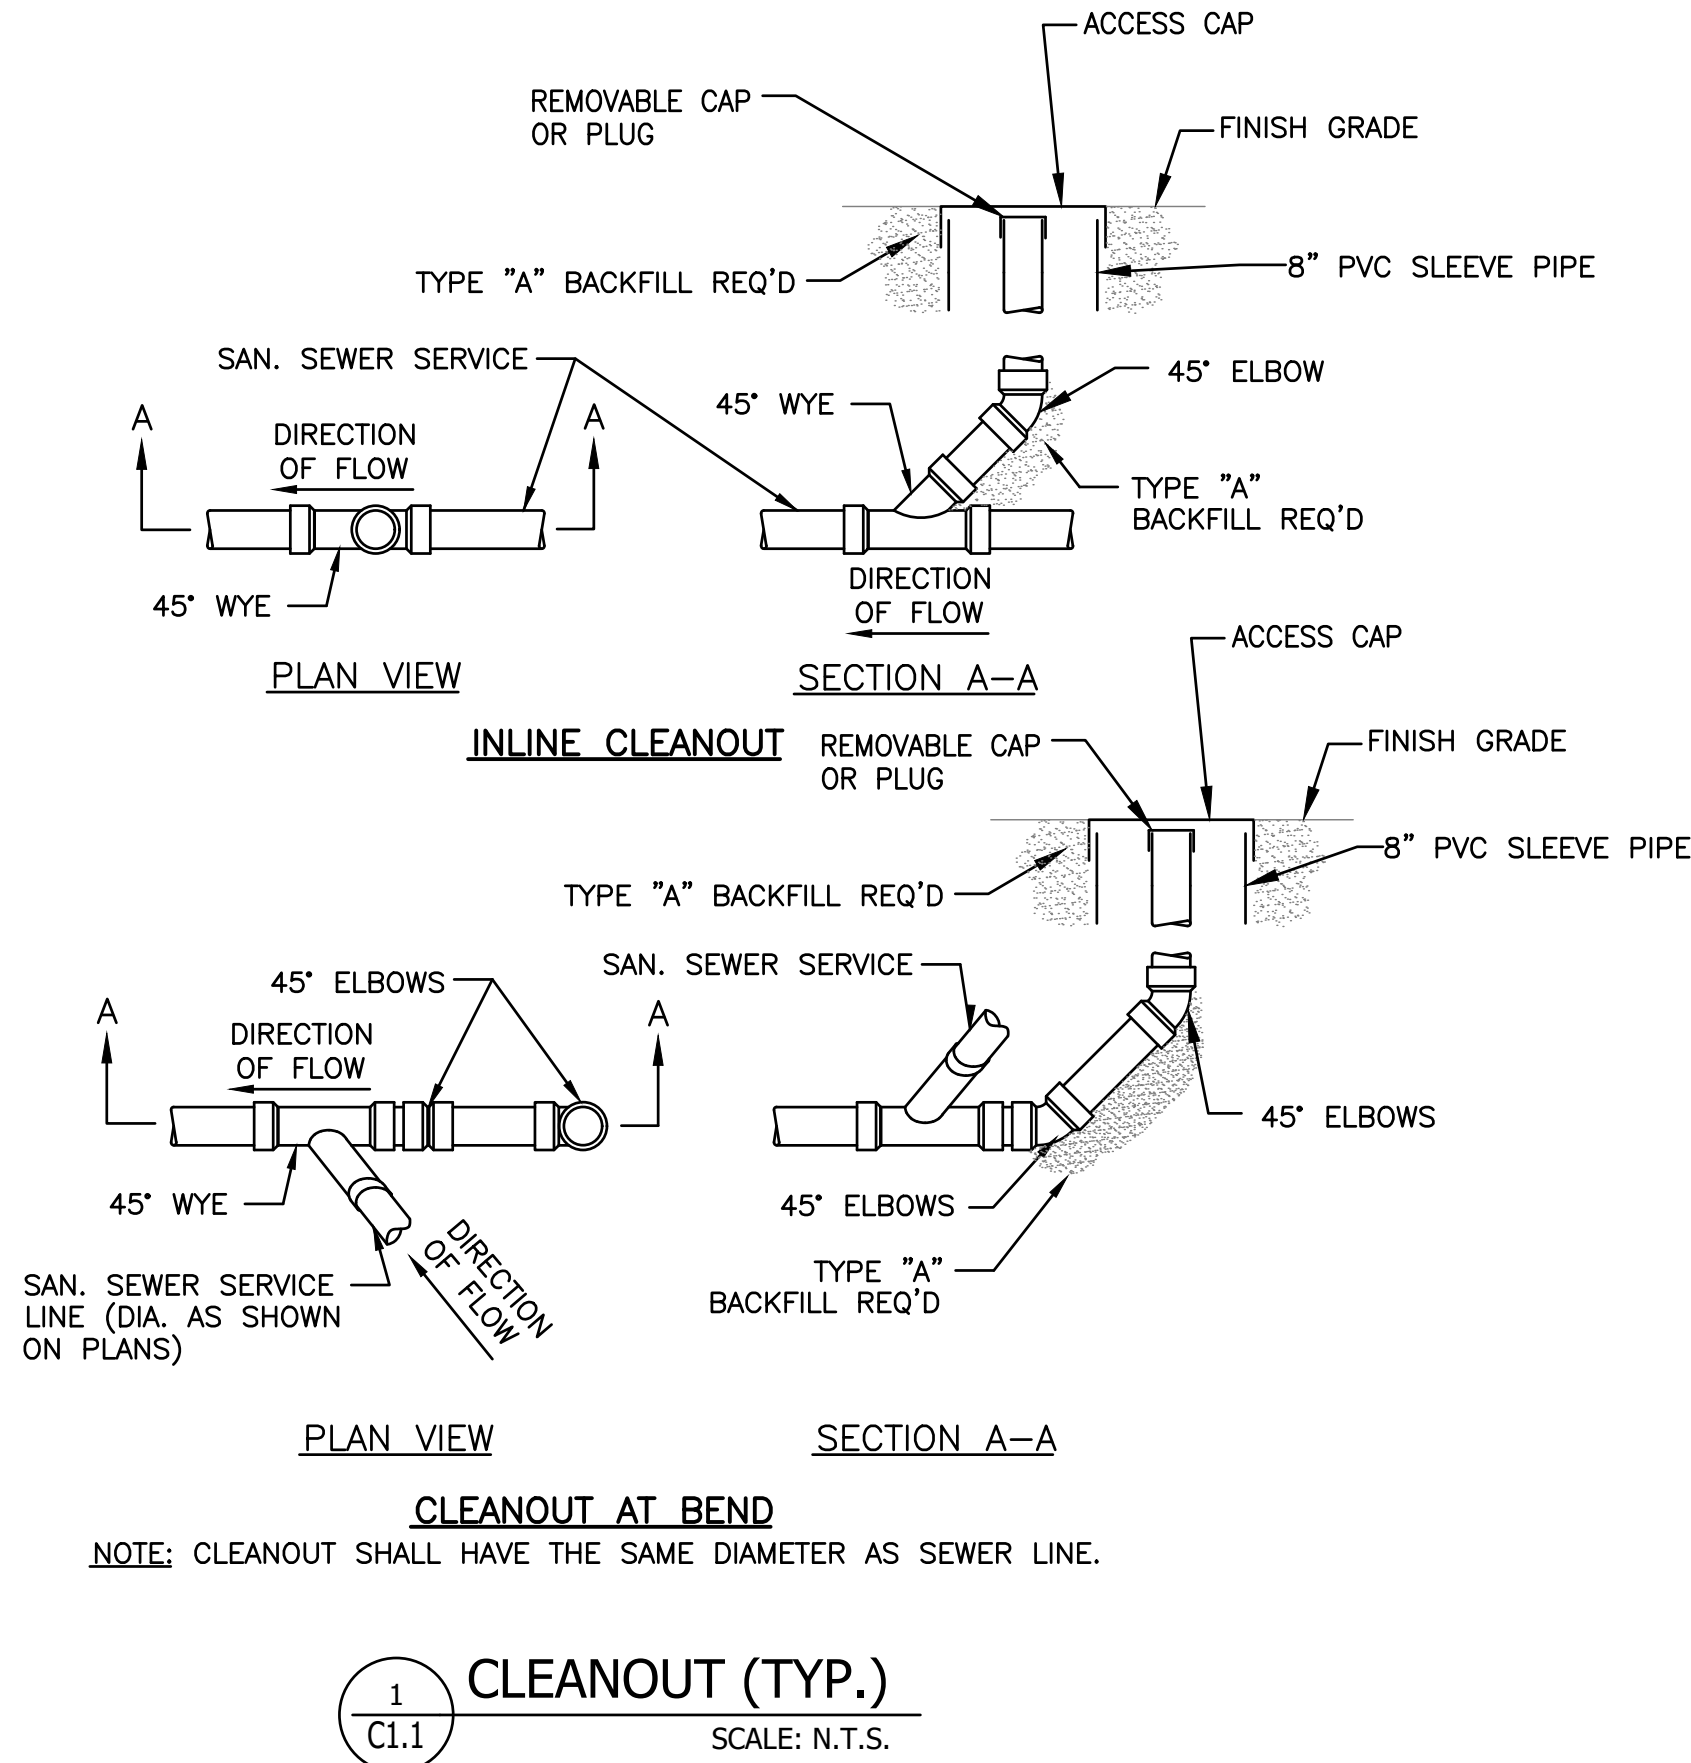 ACCESS CAP
REMOVABLE CAP
OR PLUG
FINISH GRADE
TYPE "A" BACKFILL REQ'D
8" PVC SLEEVE PIPE
SAN. SEWER SERVICE
45° ELBOW
45° WYE
A
A
DIRECTION
OF FLOW
TYPE "A"
BACKFILL REQ'D
45° WYE
DIRECTION
OF FLOW
PLAN VIEW
SECTION A-A
INLINE CLEANOUT
ACCESS CAP
REMOVABLE CAP
OR PLUG
FINISH GRADE
8" PVC SLEEVE PIPE
TYPE "A" BACKFILL REQ'D
SAN. SEWER SERVICE
45° ELBOWS
A
A
DIRECTION
OF FLOW
45° ELBOWS
45° WYE
45° ELBOWS
DIRECTION
OF FLOW
SAN. SEWER SERVICE
LINE (DIA. AS SHOWN
ON PLANS)
TYPE "A"
BACKFILL REQ'D
PLAN VIEW
SECTION A-A
CLEANOUT AT BEND
NOTE: CLEANOUT SHALL HAVE THE SAME DIAMETER AS SEWER LINE.
1
C1.1
CLEANOUT (TYP.)
SCALE: N.T.S.